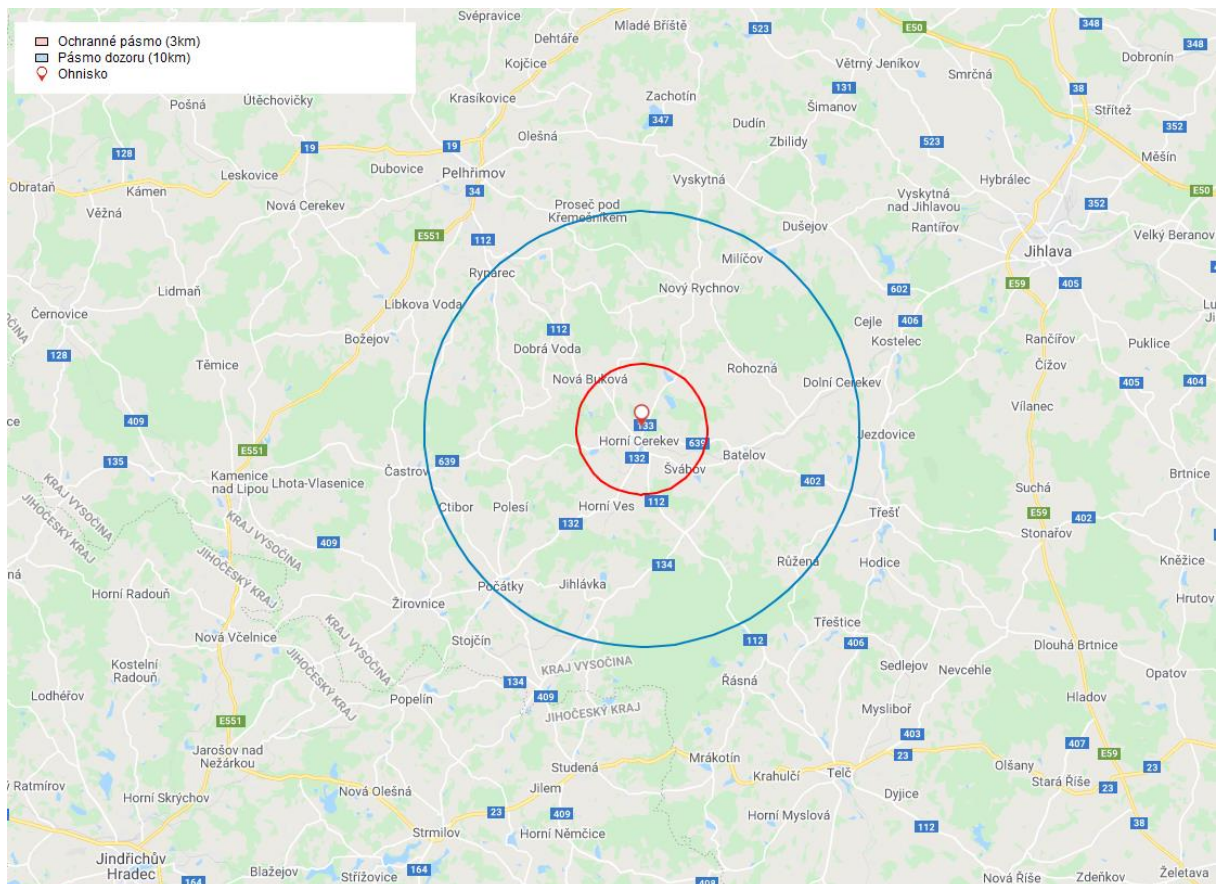 Ochranné pásmo (3km)
Pásmo dozoru (10km)
Ohnisko
Svépravice
Mladé Bříště
523
E50
348
Dehtáře
348
Kojčice
Větrný Jeníkov
Dobronín
Smrčná
Pošná
Útěchovičky
Krasíkovice
Zachotín
131
38
Šimanov
Střítež
347
Dudín
352
128
19
19
Olešná
Zbilidy
523
Měšín
Dubovice
Leskovice
Pelhřimov
Vyskytná
Hybrálec
Obrataň
Kámen
34
Vyskytná
nad Jihlavou
E50
Nová Cerekev
352
Věžná
Proseč pod
Křemešníkem
Dušejov
Rantířov
E551
112
Velký Beranov
Jihlava
Milíčov
Rynárec
E59
405
Lidmaň
Nový Rychnov
602
Libkova Voda
Černovice
Cejle
406
112
Božejov
Kostelec
Rančířov
Puklice
128
Dobrá Voda
Těmice
Rohozná
Čížov
Nová Buková
Dolní Cerekev
405
404
Vílanec
409
133
Jezdovice
Horní Cerekev
639
E551
132
Batelov
135
639
Švábov
Častrov
Kamenice
nad Lipou
Lhota-Vlasenice
402
Brtnice
Suchá
KRAJ VYSOČINA
JIHOČESKÝ KRAJ
Ctibor
Polesí
Horní Ves
112
Třešť
E59
402
KRAJ VYSOČINA
132
Stonařov
409
JIHOČESKÝ KRAJ
134
Růžená
Hodice
Kněžice
Počátky
Jihlávka
Horní Radouň
Žirovnice
Hrutov
Třeštice
Nová Včelnice
KRAJ VYSOČINA
Stojčín
112
406
Dlouhá Brtnice
Kostelní
Radouň
JIHOČESKÝ KRAJ
KRAJ VYSOČINA
Sedlejov
Nevcehle
Opatov
134
Řásná
Lodhéřov
Popelín
409
Hladov
JIHOČESKÝ KRAJ
Mysliboř
E551
403
407
Jarošov nad
Nežárkou
Mrákotín
23
E59
Studená
Olšany
Krahulčí
Telč
23
Stará Říše
Ratmírov
Horní Skrýchov
Nová Olešná
Jilem
23
Dyjice
23
409
Horní Myslová
Strmilov
Horní Němčice
112
38
Jindřichův
Hradec
Blažejov
164
Střížovice
164
Nová Říše
Zdeňkov
Želetava